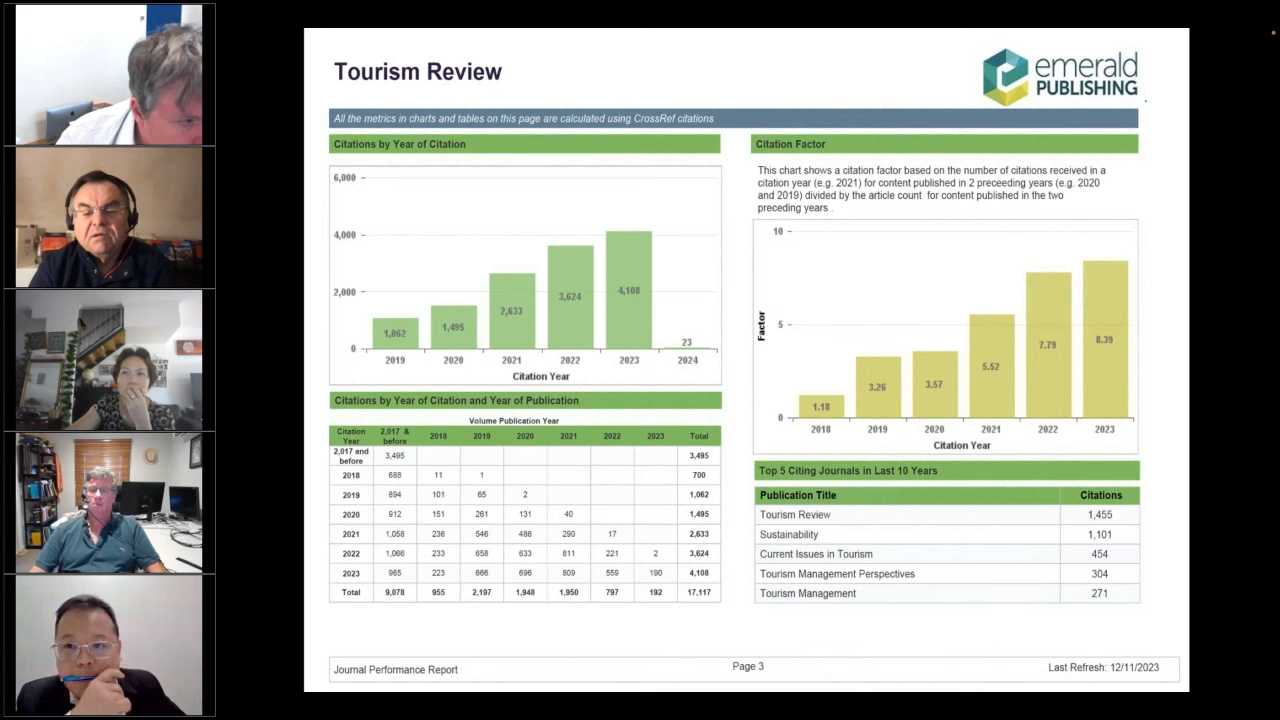 Tourism Review
emerald
PUBLISHING
All the metrics in charts and tables on this page are calculated using CrossRef citations
Citations by Year of Citation
6,000
4,000
2,000
0
1,062
1,495
2,633
3,624
4,108
23
2019 2020 2021 2022 2023 2024
Citation Year
Citations by Year of Citation and Year of Publication
Volume Publication Year
Citation Year 2,017 & before 2018 2019 2020 2021 2022 2023 Total
2,017 and before 3,495 3,495
2018 688 11 1 700
2019 894 101 65 2 1,062
2020 912 151 261 131 40 1,495
2021 1,058 236 546 486 290 17 2,633
2022 1,066 233 658 633 811 221 2 3,624
2023 965 223 666 696 809 559 190 4,108
Total 9,078 955 2,197 1,948 1,950 797 192 17,117
Citation Factor
This chart shows a citation factor based on the number of citations received in a
citation year (e.g. 2021) for content published in 2 preceeding years (e.g. 2020
and 2019) divided by the article count for content published in the two
preceding years .
10
5
0
Factor
1.18
3.26
3.57
5.52
7.79
8.39
2018 2019 2020 2021 2022 2023
Citation Year
Top 5 Citing Journals in Last 10 Years
Publication Title Citations
Tourism Review 1,455
Sustainability 1,101
Current Issues in Tourism 454
Tourism Management Perspectives 304
Tourism Management 271
Journal Performance Report
Page 3
Last Refresh: 12/11/2023